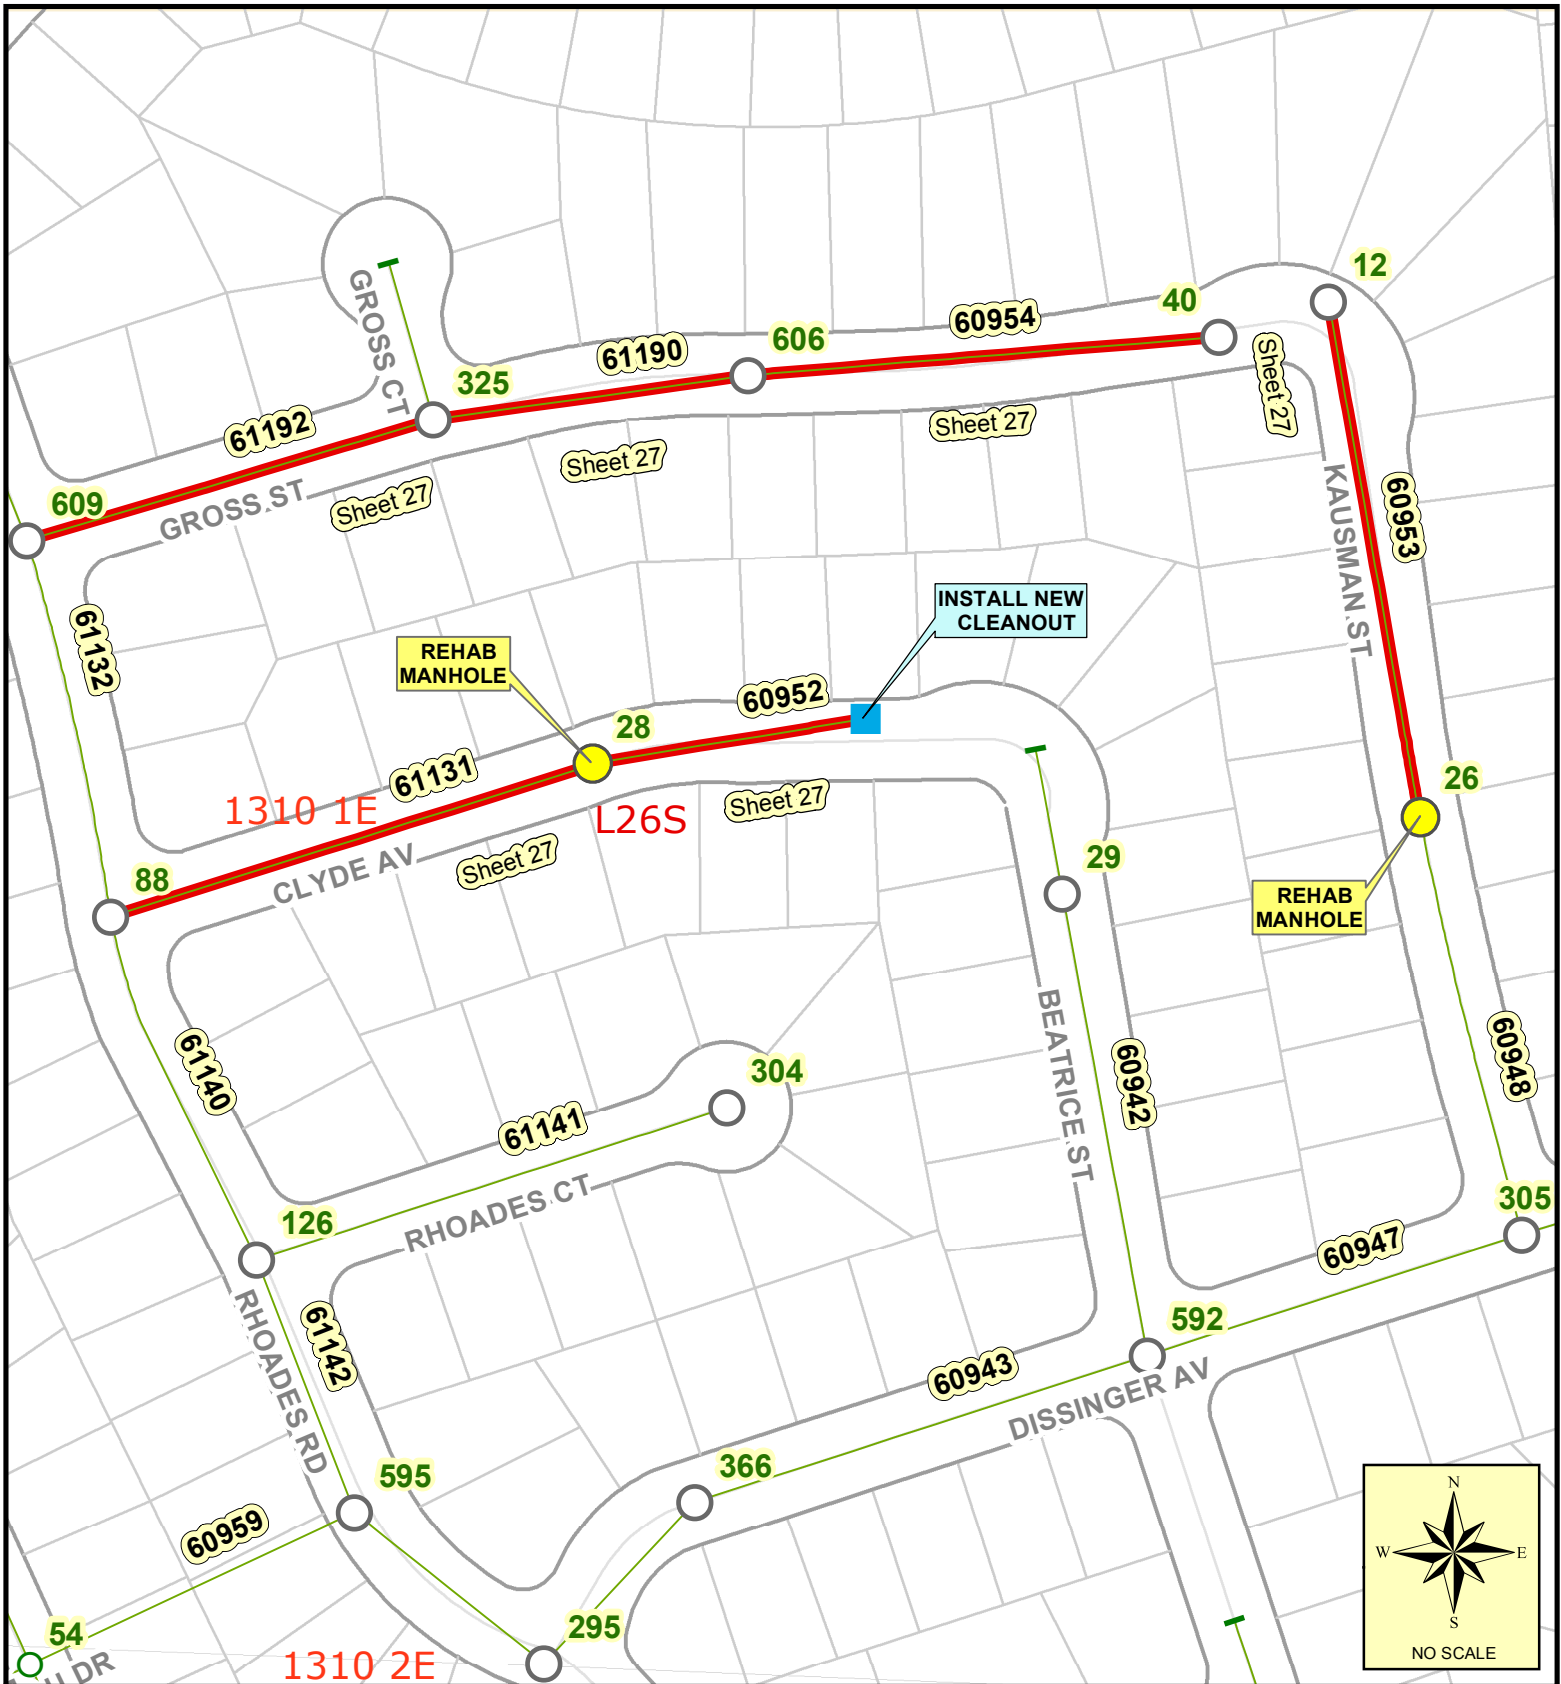 12
40
60954
606
61190
325
GROSS CT
Sheet 27
61192
Sheet 27
Sheet 27
Sheet 27
609
GROSS ST
KAUSMAN ST
60953
INSTALL NEW
CLEANOUT
61132
REHAB
MANHOLE
60952
28
61131
26
1310 1E
L26S
Sheet 27
Sheet 27
CLYDE AV
88
29
REHAB
MANHOLE
BEATRICE ST
60942
60948
61140
304
61141
RHOADES CT
126
305
60947
592
61142
RHOADES RD
60943
DISSINGER AV
366
595
60959
295
54
DR
1310 2E
N
W
E
S
NO SCALE